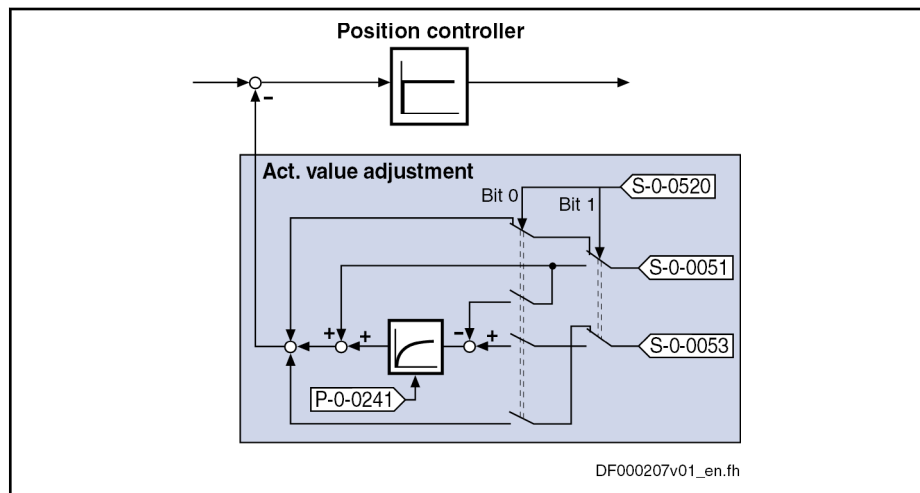 Position controller
-
Act. value adjustment
Bit 0
Bit 1
S-0-0520
S-0-0051
+
+
-
+
S-0-0053
P-0-0241
DF000207v01_en.fh